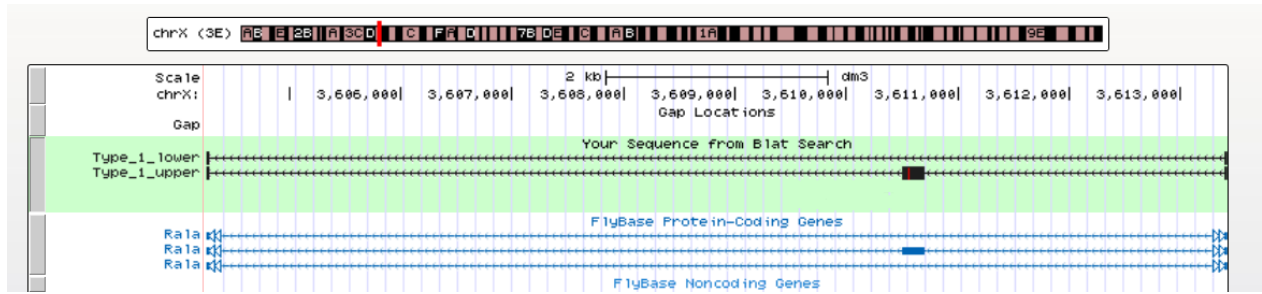 chrX (3E) AB E 2B A 3C D C F A D 7B DE C A B 1A 9E
Scale 2 kb dm3
chrX: | 3,606,000| 3,607,000| 3,608,000| 3,609,000| 3,610,000| 3,611,000| 3,612,000| 3,613,000|
Gap Locations
Gap
Your Sequence from Blat Search
Type_1_lower
Type_1_upper
FlyBase Protein-Coding Genes
Rala
Rala
Rala
FlyBase Noncoding Genes